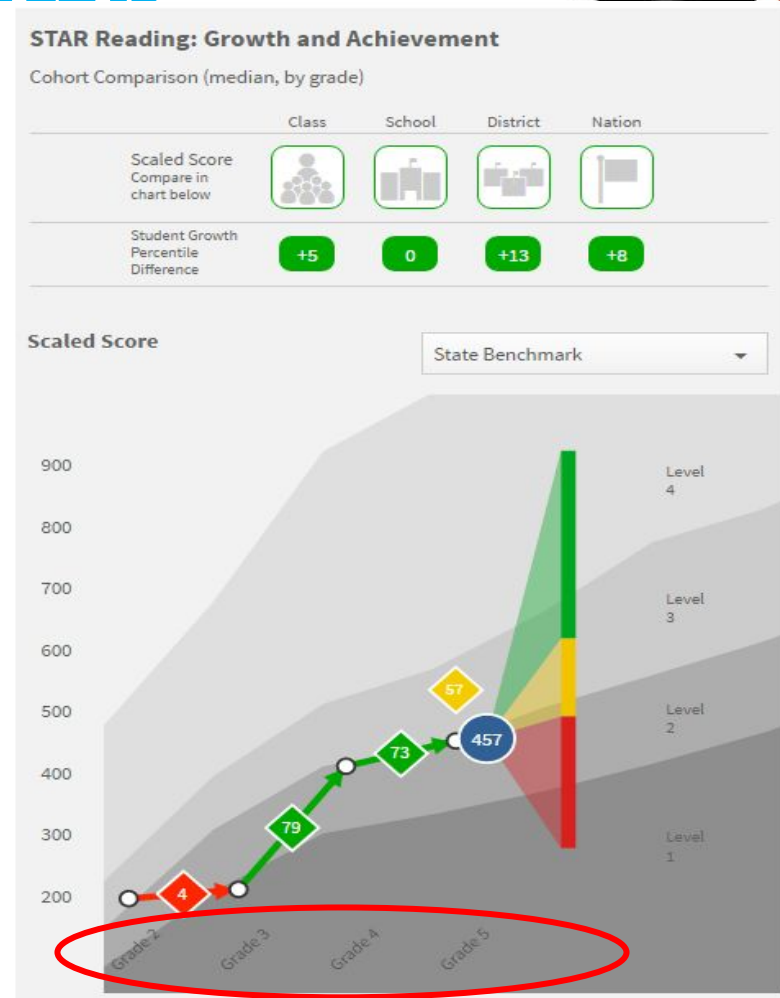 STAR Reading: Growth and Achievement
Cohort Comparison (median, by grade)
Class School District Nation
Scaled Score
Compare in
chart below
Student Growth
Percentile
Difference
+5 0 +13 +8
Scaled Score
State Benchmark
900
800
700
600
500
400
300
200
Level
4
Level
3
Level
2
Level
1
57
457
73
79
4
Grade 2
Grade 3
Grade 4
Grade 5